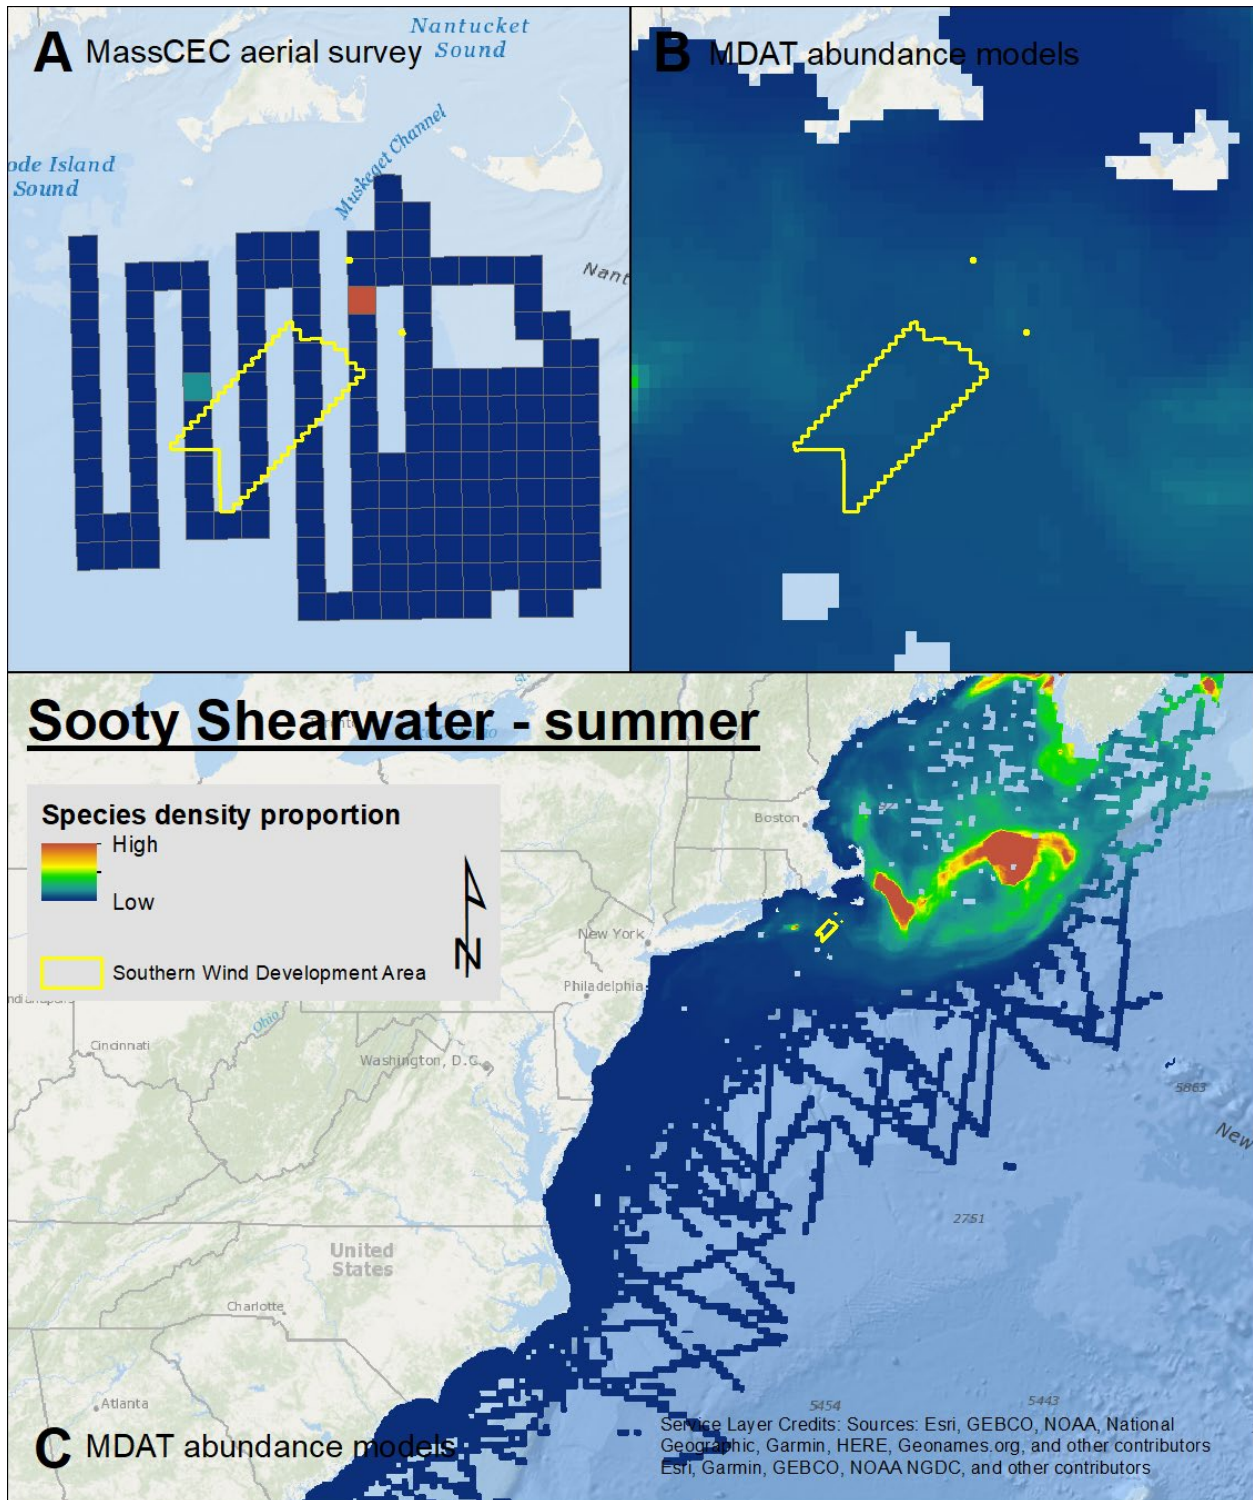 A MassCEC aerial survey
Nantucket
Sound
ode Island
Sound
Muskeget Channel
Nant
B MDAT abundance models
Sooty Shearwater - summer
Species density proportion
High
Low
N
Southern Wind Development Area
Boston
New York
Philadelphia
Ohio
Cincinnati
Washington, D.C.
5863
New
2751
United
States
Charlotte
Atlanta
5454
5443
C MDAT abundance models
Service Layer Credits: Sources: Esri, GEBCO, NOAA, National
Geographic, Garmin, HERE, Geonames.org, and other contributors
Esri, Garmin, GEBCO, NOAA NGDC, and other contributors